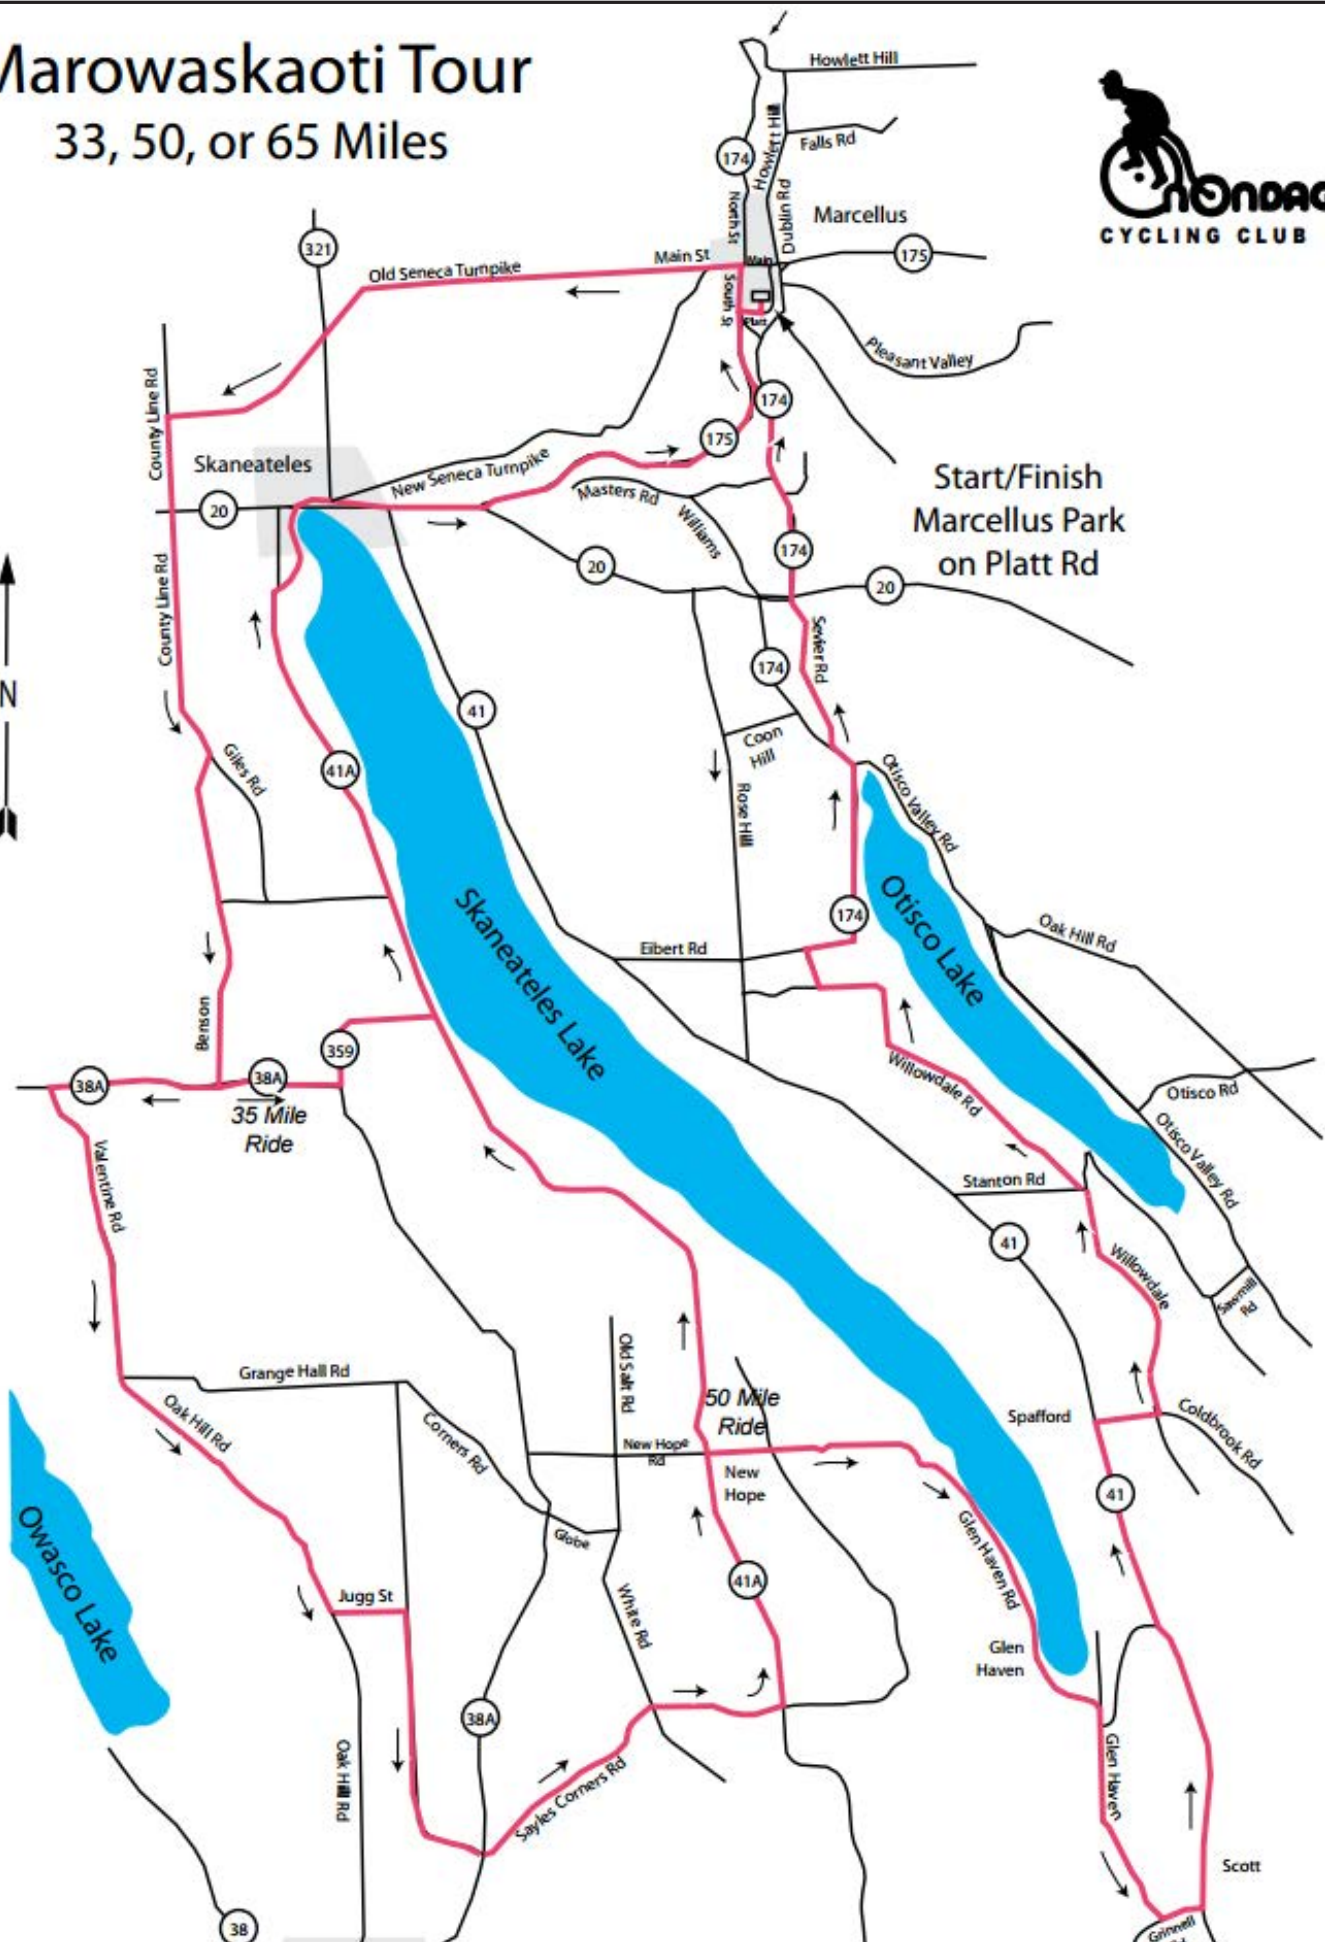 Marowaskaoti Tour
33, 50, or 65 Miles
Howlett Hill
174
Howlett Hill
Falls Rd
CYCLING CLUB
North St
Dublin Rd
Marcellus
321
Old Seneca Turnpike
Main St
Main
175
South St
Platt
Pleasant Valley
County Line Rd
174
175
Skaneateles
New Seneca Turnpike
Masters Rd
Williams
Start/Finish
Marcellus Park
on Platt Rd
20
174
20
20
County Line Rd
N
Sevier Rd
174
41
Coon
Hill
Giles Rd
41A
Otisco Valley Rd
Rose Hill
Skaneateles Lake
Otisco Lake
174
Oak Hill Rd
Eibert Rd
Benson
359
38A
38A
35 Mile
Ride
Willowdale Rd
Otisco Rd
Otisco Valley Rd
Valentine Rd
Stanton Rd
41
Willowdale
Sawmill
Rd
Grange Hall Rd
Old Salt Rd
50 Mile
Ride
Spafford
Oak Hill Rd
Corners Rd
New Hope
Rd
New
Hope
Coldbrook Rd
41
Owasco Lake
Globe
Glen Haven Rd
Jugg St
White Rd
41A
Glen
Haven
38A
Oak Hill Rd
Sayles Corners Rd
Glen Haven
Scott
38
Grinnell